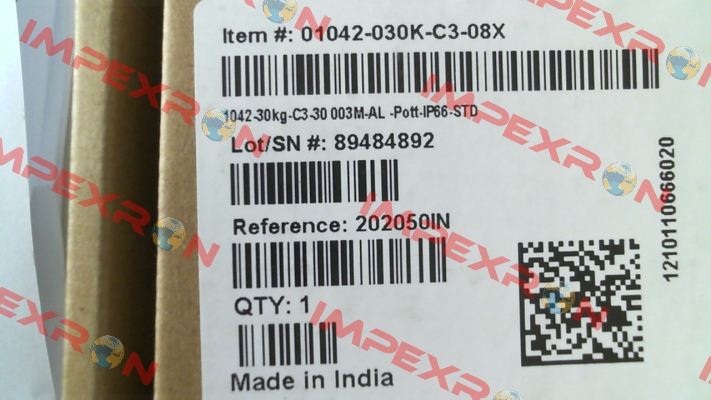 Item #: 01042-030K-C3-08X
1042-30kg-C3-30 003M-AL -Pott-IP66-STD
Lot/SN #: 89484892
Reference: 202050IN
QTY: 1
Made in India
1210110666020
IMPEXRON
IMPEXRON
IMPEXRON
IMPEXRON
IMPEXRON
IMPEXRON